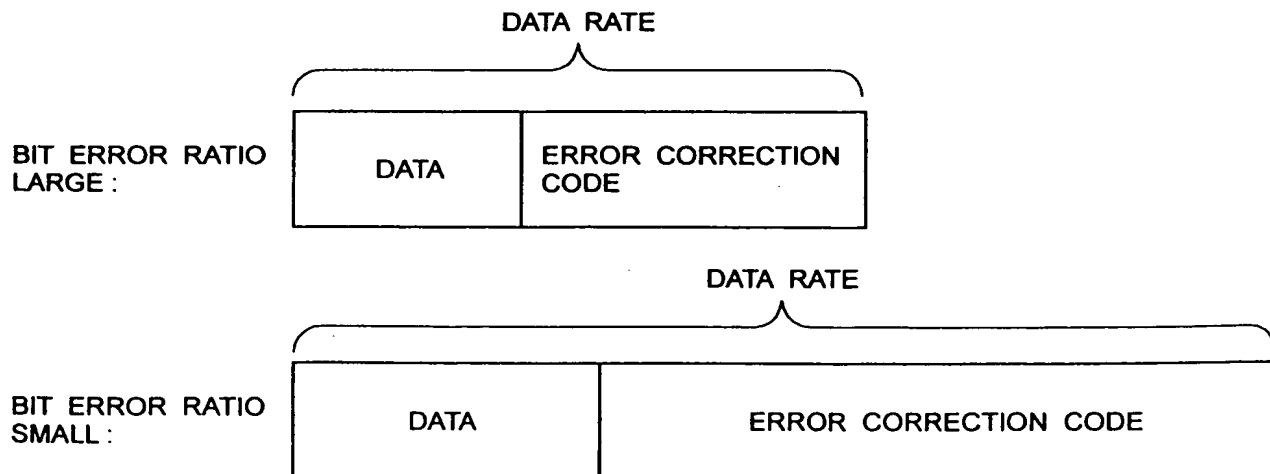 DATA RATE
BIT ERROR RATIO
LARGE :
DATA
ERROR CORRECTION
CODE
DATA RATE
BIT ERROR RATIO
SMALL :
DATA
ERROR CORRECTION CODE